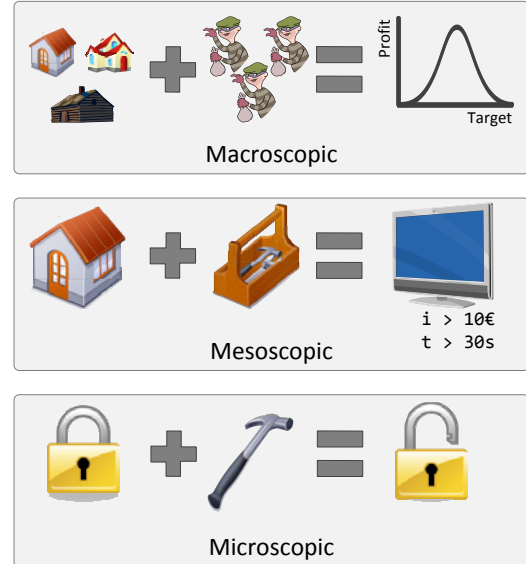 Profit
Target
Macroscopic
i > 10€
t > 30s
Mesoscopic
Microscopic